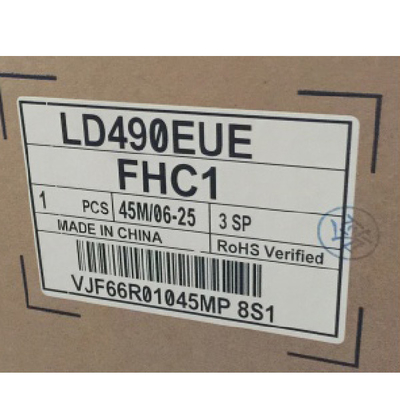 LD490EUE
FHC1
1 PCS 45M/06-25 3 SP
MADE IN CHINA RoHS Verified
VJF66R01045MP 8S1